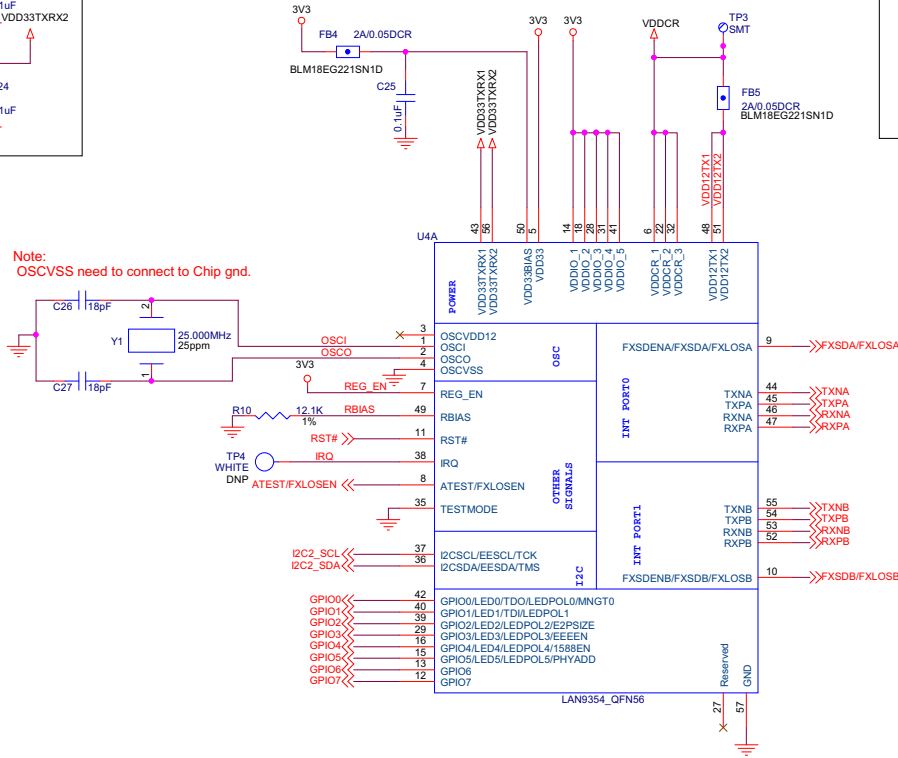 1uF
VDD33TXRX2
24
1uF
3V3
FB4 2A/0.05DCR
BLM18EG221SN1D
C25
0.1uF
VDD33TXRX1
VDD33TXRX2
3V3
3V3
VDDCR
TP3
SMT
FB5
2A/0.05DCR
BLM18EG221SN1D
VDD12TX1
VDD12TX2
U4A
43
56
50
5
14
18
28
31
41
6
22
32
48
51
POWER
VDD33TXRX1
VDD33TXRX2
VDD33BIAS
VDD33
VDDIO_1
VDDIO_2
VDDIO_3
VDDIO_4
VDDIO_5
VDDCR_1
VDDCR_2
VDDCR_3
VDD12TX1
VDD12TX2
Note:
OSCVSS need to connect to Chip gnd.
C26 18pF
2
Y1
25.000MHz
25ppm
1
C27 18pF
OSCI
OSCO
3V3
REG_EN
R10 12.1K
1%
RBIAS
RST#
TP4
WHITE
DNP
IRQ
ATEST/FXLOSEN
3 OSCVDD12
1 OSCI
2 OSCO
4 OSCVSS
OSC
7 REG_EN
49 RBIAS
11 RST#
38 IRQ
8 ATEST/FXLOSEN
35 TESTMODE
OTHER
SIGNALS
I2C2_SCL 37 I2CSCL/EESCL/TCK
I2C2_SDA 36 I2CSDA/EESDA/TMS
I2C
GPIO0 42 GPIO0/LED0/TDO/LEDPOL0/MNGT0
GPIO1 40 GPIO1/LED1/TDI/LEDPOL1
GPIO2 39 GPIO2/LED2/LEDPOL2/E2PSIZE
GPIO3 29 GPIO3/LED3/LEDPOL3/EEEEN
GPIO4 16 GPIO4/LED4/LEDPOL4/1588EN
GPIO5 15 GPIO5/LED5/LEDPOL5/PHYADD
GPIO6 13 GPIO6
GPIO7 12 GPIO7
FXSDENA/FXSDA/FXLOSA 9 FXSDA/FXLOSA
INT PORT0
TXNA 44 TXNA
TXPA 45 TXPA
RXNA 46 RXNA
RXPA 47 RXPA
INT PORT1
TXNB 55 TXNB
TXPB 54 TXPB
RXNB 53 RXNB
RXPB 52 RXPB
FXSDENB/FXSDB/FXLOSB 10 FXSDB/FXLOSB
Reserved
GND
27
57
LAN9354_QFN56